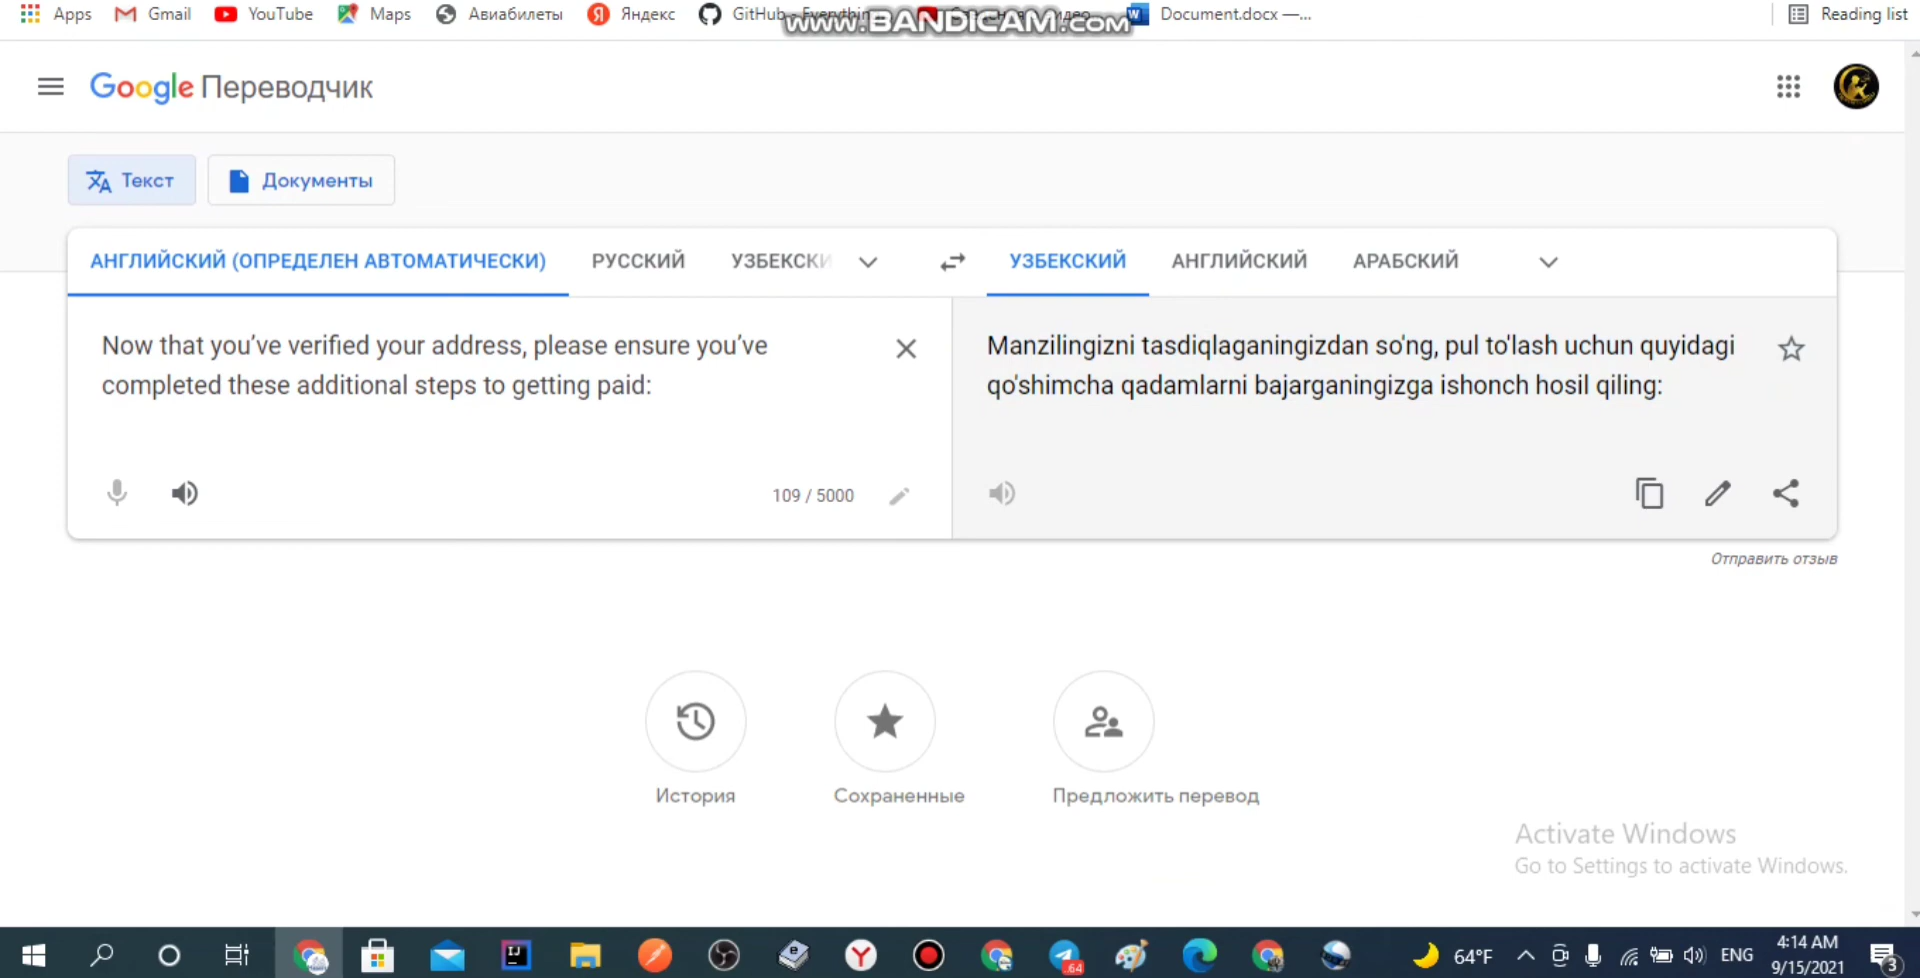 Apps Gmail YouTube Maps Авиабилеты Яндекс GitHub - Everythin Document.docx —... Reading list
www.BANDICAM.com
Google Переводчик
Текст Документы
АНГЛИЙСКИЙ (ОПРЕДЕЛЕН АВТОМАТИЧЕСКИ) РУССКИЙ УЗБЕКСКИ УЗБЕКСКИЙ АНГЛИЙСКИЙ АРАБСКИЙ
Now that you’ve verified your address, please ensure you’ve
completed these additional steps to getting paid:
Manzilingizni tasdiqlaganingizdan so'ng, pul to'lash uchun quyidagi
qo'shimcha qadamlarni bajarganingizga ishonch hosil qiling:
109 / 5000
Отправить отзыв
История Сохраненные Предложить перевод
Activate Windows
Go to Settings to activate Windows.
.64 64°F ENG 4:14 AM
9/15/2021 3